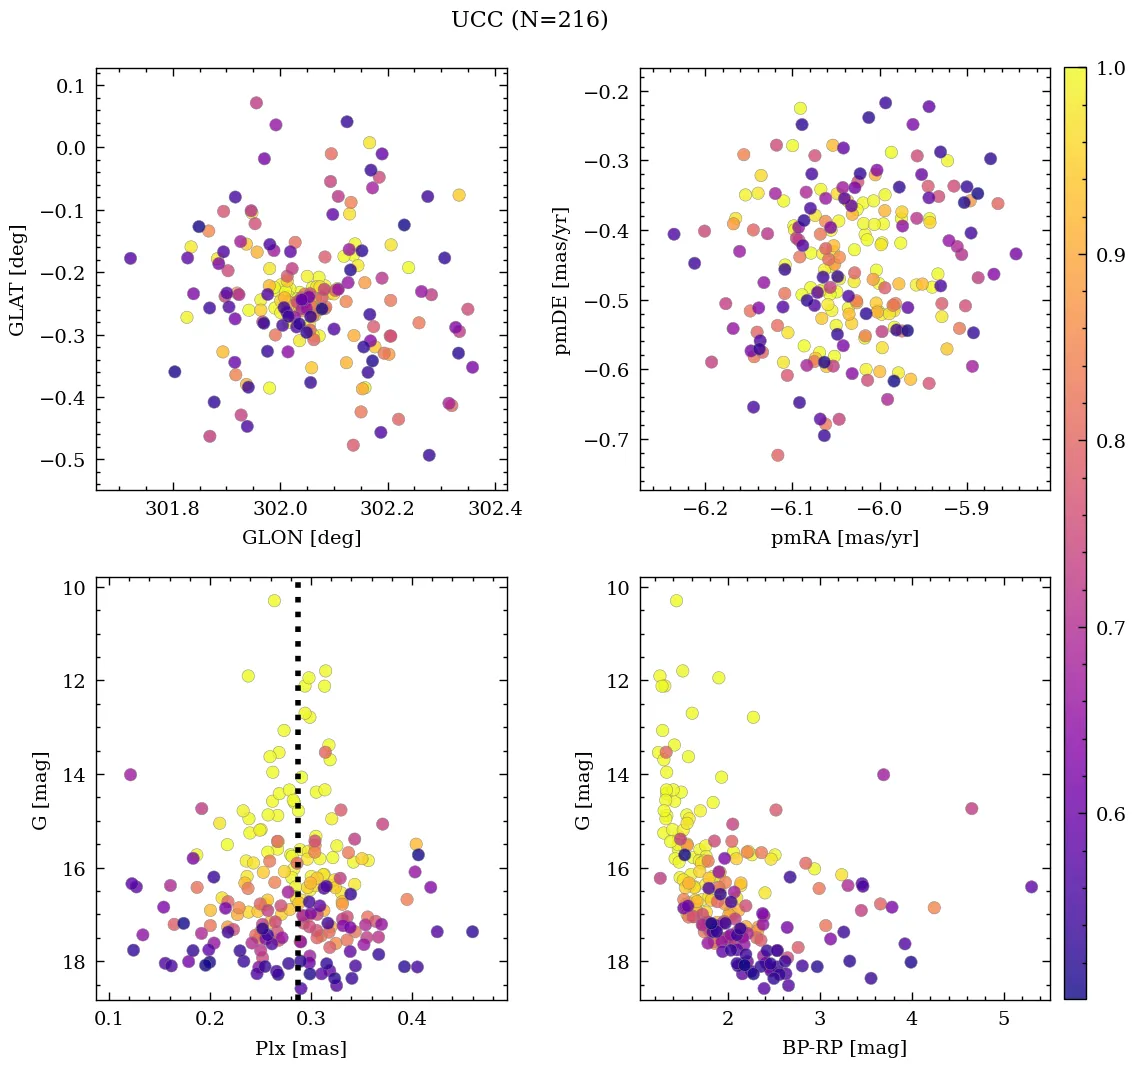 UCC (N=216)
0.1
0.0
−0.1
−0.2
−0.3
−0.4
−0.5
GLAT [deg]
301.8 302.0 302.2 302.4
GLON [deg]
−0.2
−0.3
−0.4
−0.5
−0.6
−0.7
pmDE [mas/yr]
−6.2 −6.1 −6.0 −5.9
pmRA [mas/yr]
10
12
14
16
18
G [mag]
0.1 0.2 0.3 0.4
Plx [mas]
10
12
14
16
18
G [mag]
2 3 4 5
BP-RP [mag]
1.0
0.9
0.8
0.7
0.6